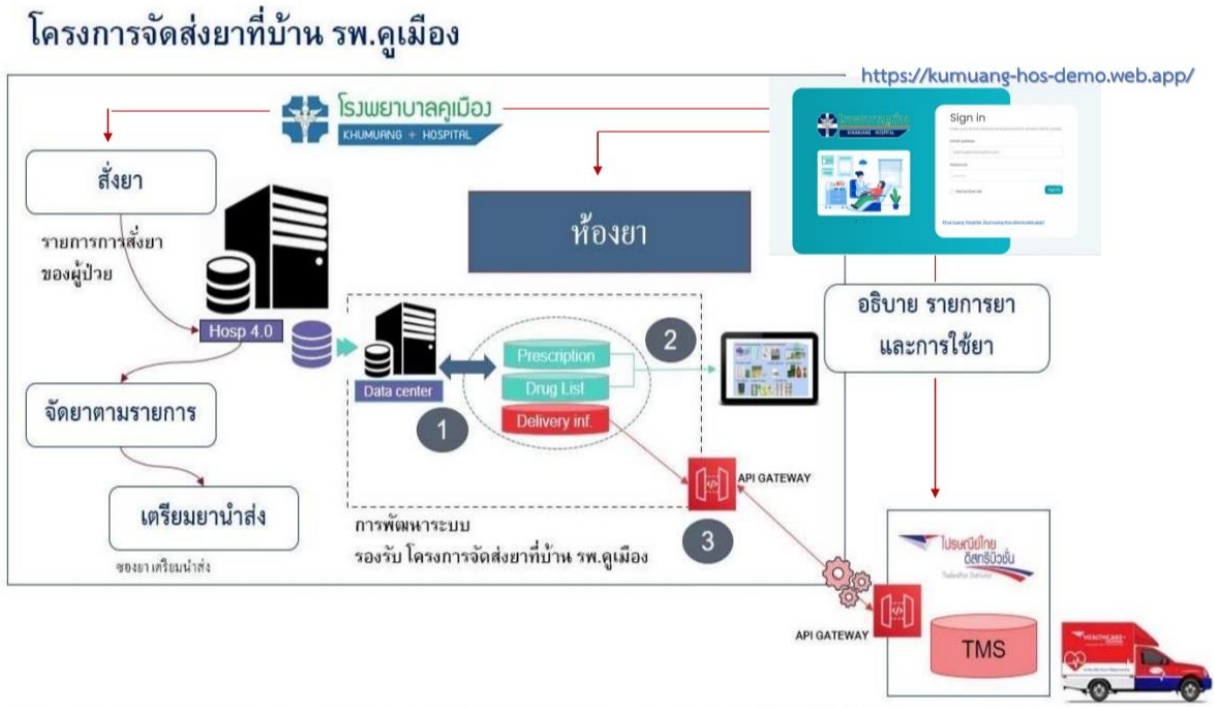 โครงการจัดส่งยาที่บ้าน รพ.คูเมือง
https://kumuang-hos-demo.web.app/
โรงพยาบาลคูเมือง
KHUMUANG + HOSPITAL
Sign in
สั่งยา
ห้องยา
รายการการสั่งยา
ของผู้ป่วย
อธิบาย รายการยา
และการใช้ยา
Hosp 4.0
Data center
Prescription
Drug List
Delivery inf.
1
2
จัดยาตามรายการ
API GATEWAY
เตรียมยานำส่ง
ซองยา เตรียมนำส่ง
การพัฒนาระบบ
รองรับ โครงการจัดส่งยาที่บ้าน รพ.คูเมือง
3
ไปรษณีย์ไทย
ดิสทริบิวชั่น
API GATEWAY
TMS
HEALTHCARE+